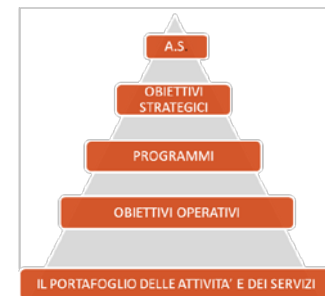 A.S.
OBIETTIVI
STRATEGICI
PROGRAMMI
OBIETTIVI OPERATIVI
IL PORTAFOGLIO DELLE ATTIVITA' E DEI SERVIZI